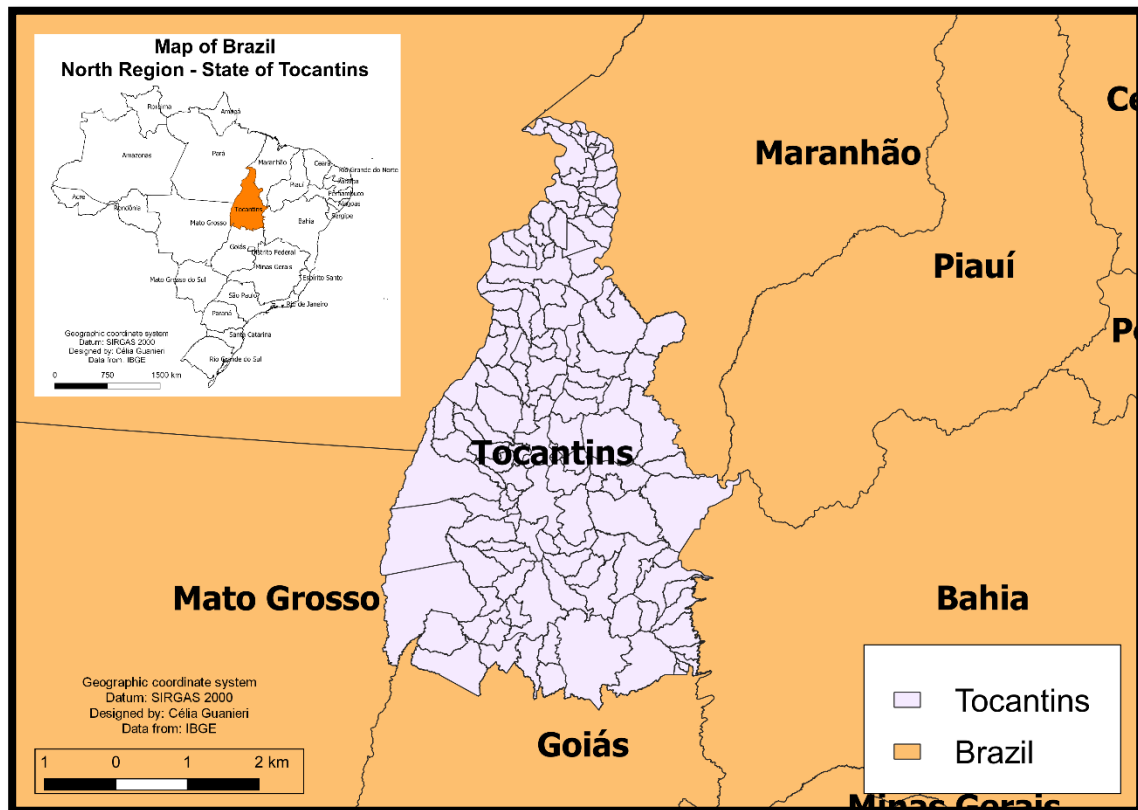 Map of Brazil
North Region - State of Tocantins
Roraima
Amapá
Amazonas
Pará
Maranhão
Ceará
Rio Grande do Norte
Piauí
Pernambuco
Acre
Rondônia
Tocantins
Alagoas
Sergipe
Bahia
Mato Grosso
Goiás
Distrito Federal
Minas Gerais
Mato Grosso do Sul
Espírito Santo
São Paulo
Rio de Janeiro
Paraná
Santa Catarina
Rio Grande do Sul
Geographic coordinate system
Datum: SIRGAS 2000
Designed by: Célia Guanieri
Data from: IBGE
0 750 1500 km
Ce
Maranhão
Piauí
Pe
Tocantins
Mato Grosso
Bahia
Goiás
Minas Gerais
Geographic coordinate system
Datum: SIRGAS 2000
Designed by: Célia Guanieri
Data from: IBGE
1 0 1 2 km
Tocantins
Brazil